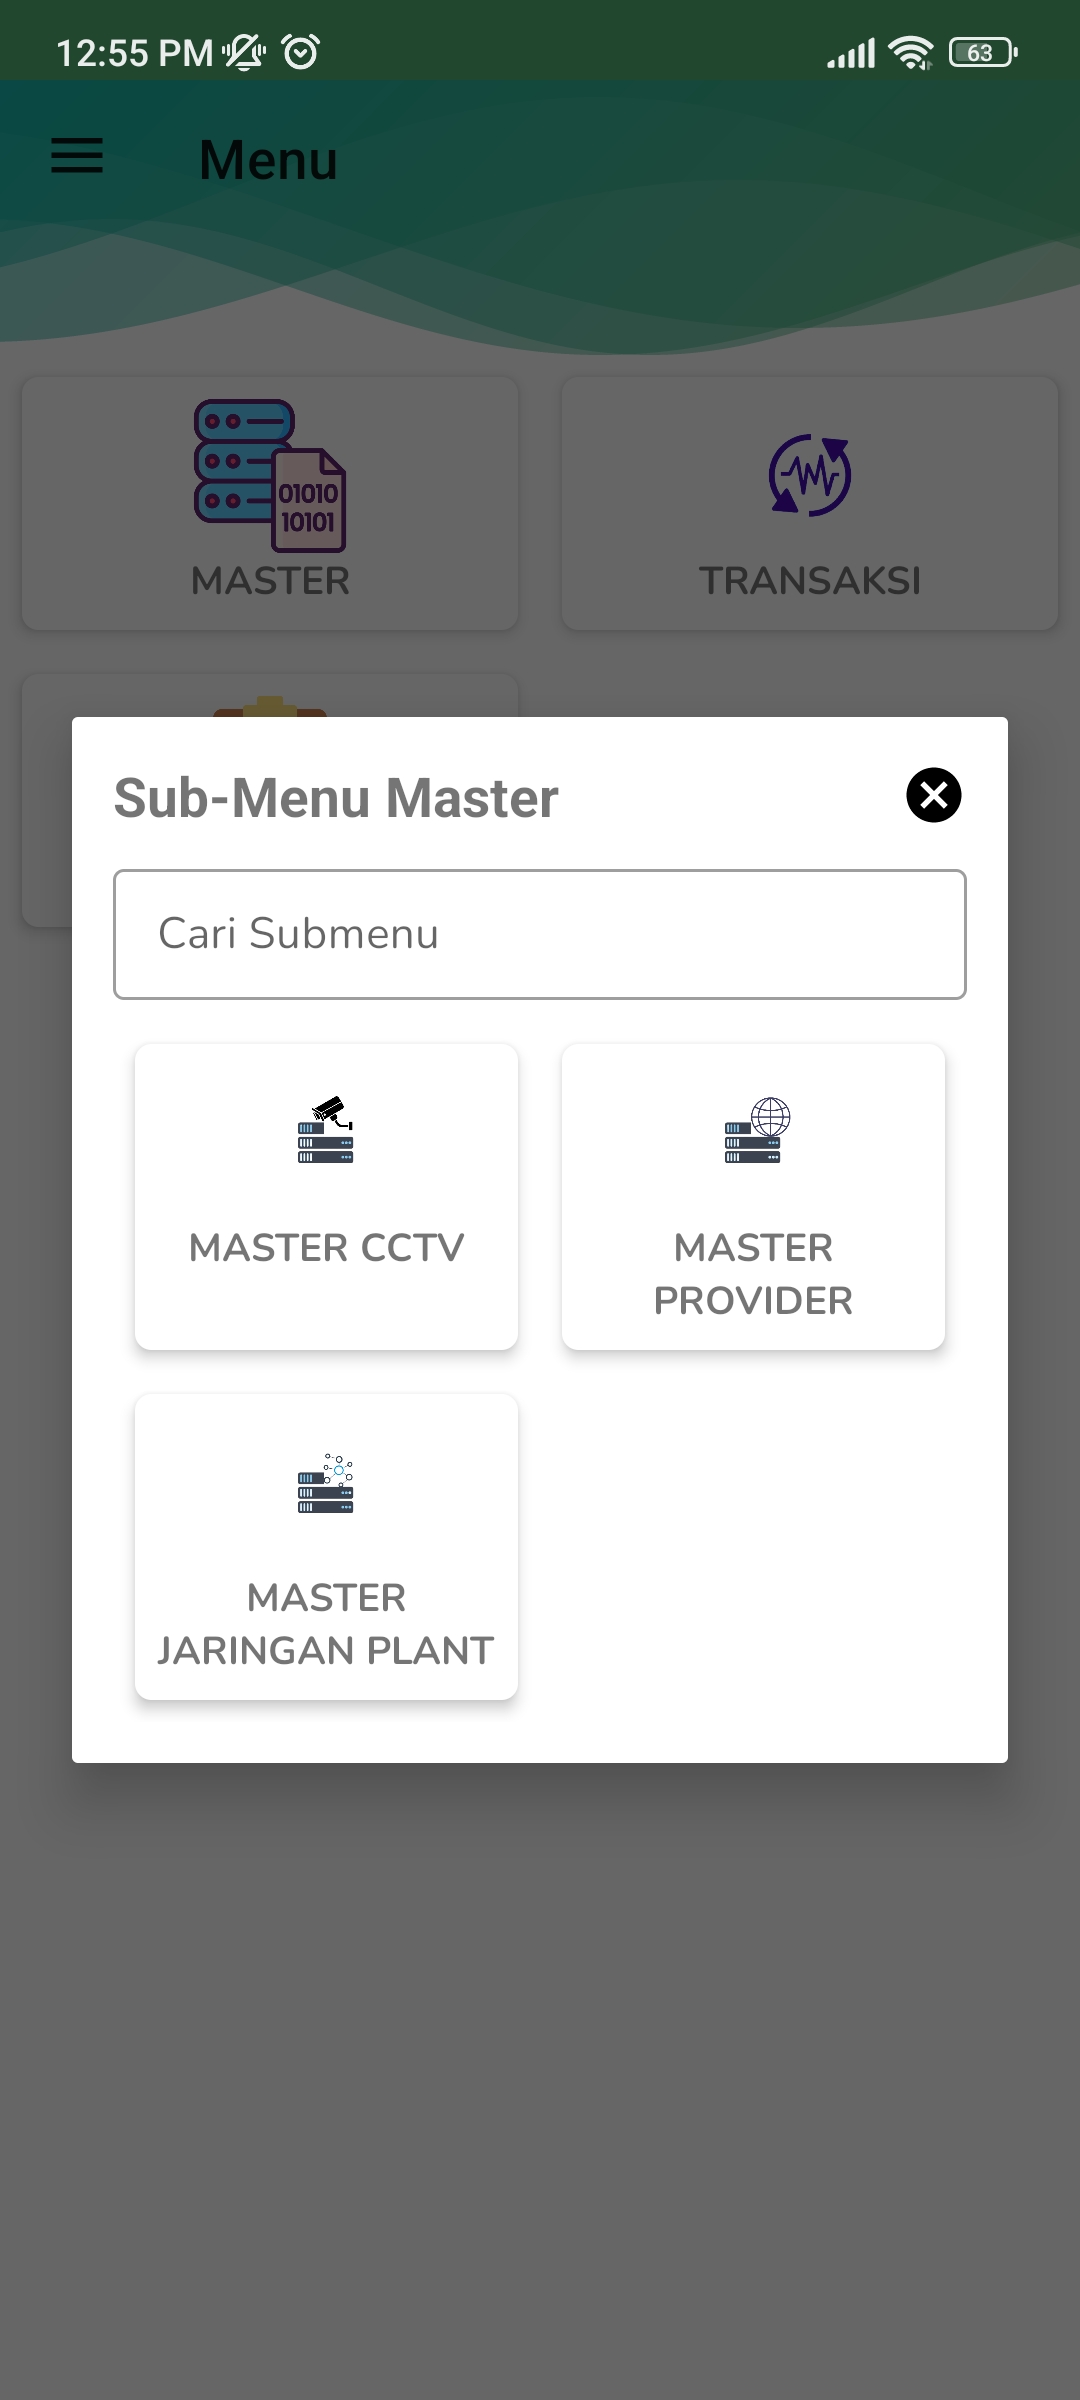 12:55 PM
63
Menu
01010
10101
MASTER
TRANSAKSI
Sub-Menu Master
Cari Submenu
MASTER CCTV
MASTER
PROVIDER
MASTER
JARINGAN PLANT